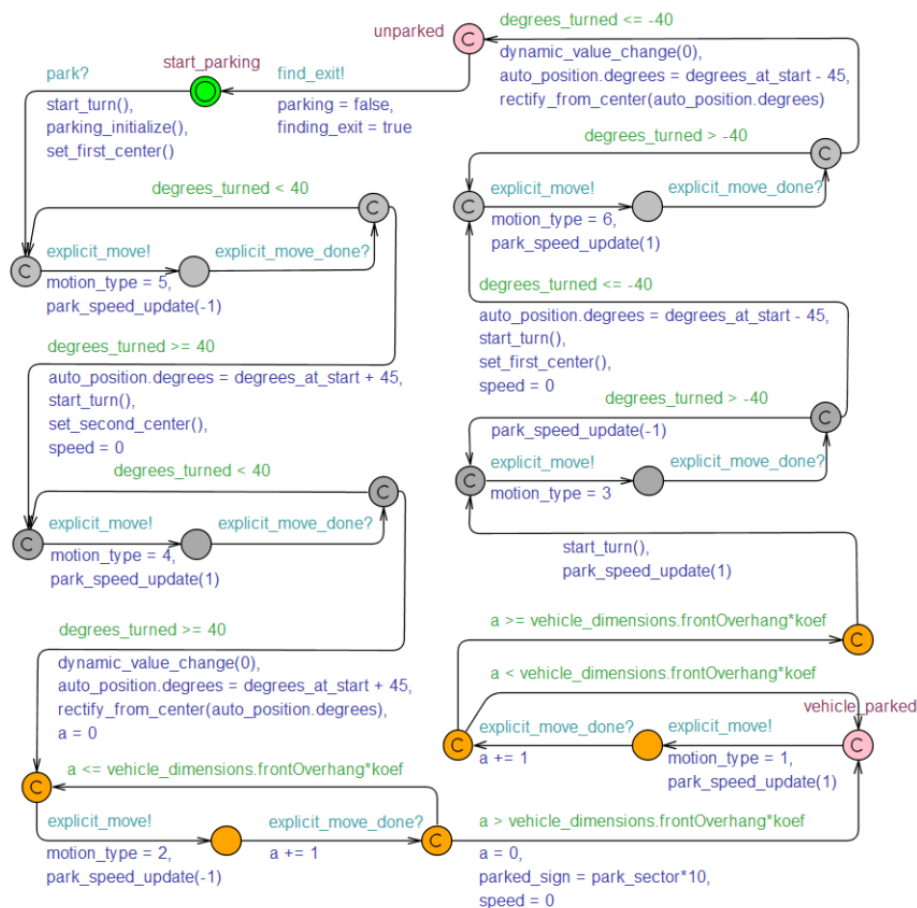 degrees_turned <= -40
unparked
dynamic_value_change(0),
auto_position.degrees = degrees_at_start - 45,
rectify_from_center(auto_position.degrees)
start_parking
park?
find_exit!
start_turn(),
parking_initialize(),
set_first_center()
parking = false,
finding_exit = true
degrees_turned > -40
C
C
explicit_move!
explicit_move_done?
motion_type = 6,
park_speed_update(1)
C
degrees_turned < 40
C
explicit_move!
explicit_move_done?
C
motion_type = 5,
park_speed_update(-1)
degrees_turned <= -40
auto_position.degrees = degrees_at_start - 45,
start_turn(),
set_first_center(),
speed = 0
degrees_turned >= 40
auto_position.degrees = degrees_at_start + 45,
start_turn(),
set_second_center(),
speed = 0
degrees_turned > -40
park_speed_update(-1)
C
explicit_move!
explicit_move_done?
C
motion_type = 3
degrees_turned < 40
C
explicit_move!
explicit_move_done?
C
motion_type = 4,
park_speed_update(1)
start_turn(),
park_speed_update(1)
a >= vehicle_dimensions.frontOverhang*koef
C
degrees_turned >= 40
dynamic_value_change(0),
auto_position.degrees = degrees_at_start + 45,
rectify_from_center(auto_position.degrees),
a = 0
a < vehicle_dimensions.frontOverhang*koef
vehicle_parked
explicit_move_done?
explicit_move!
C
C
a += 1
motion_type = 1,
park_speed_update(1)
a <= vehicle_dimensions.frontOverhang*koef
C
explicit_move!
explicit_move_done?
C
motion_type = 2,
park_speed_update(-1)
a += 1
a > vehicle_dimensions.frontOverhang*koef
a = 0,
parked_sign = park_sector*10,
speed = 0